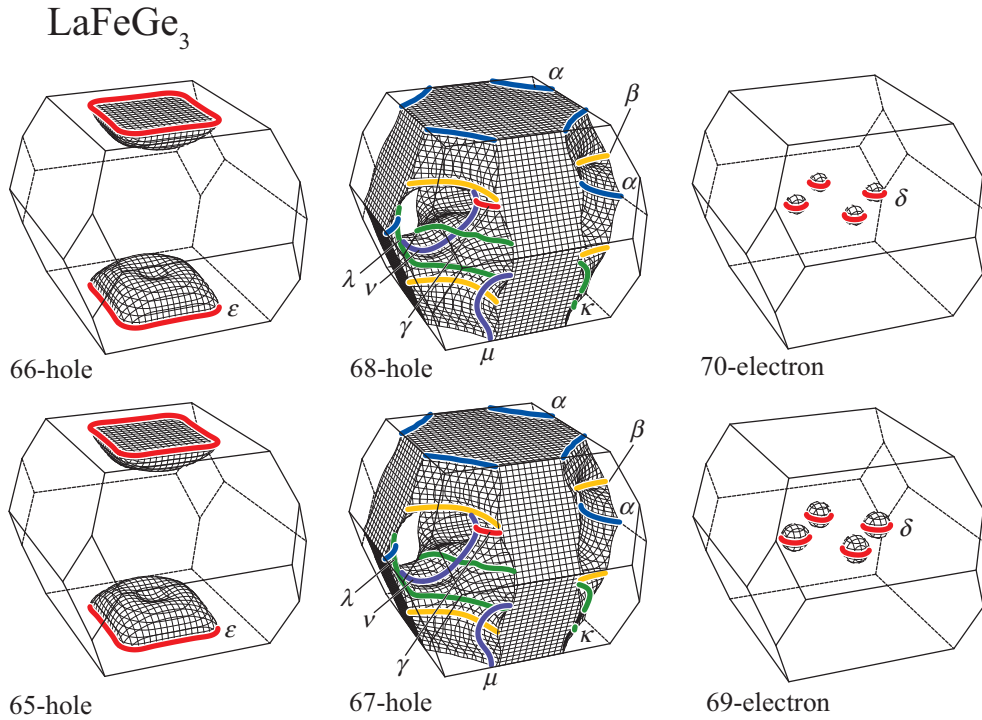 LaFeGe₃
α
β
α
δ
ε
λ
ν
γ
μ
κ
66-hole
68-hole
70-electron
α
β
α
δ
ε
λ
ν
γ
μ
κ
65-hole
67-hole
69-electron